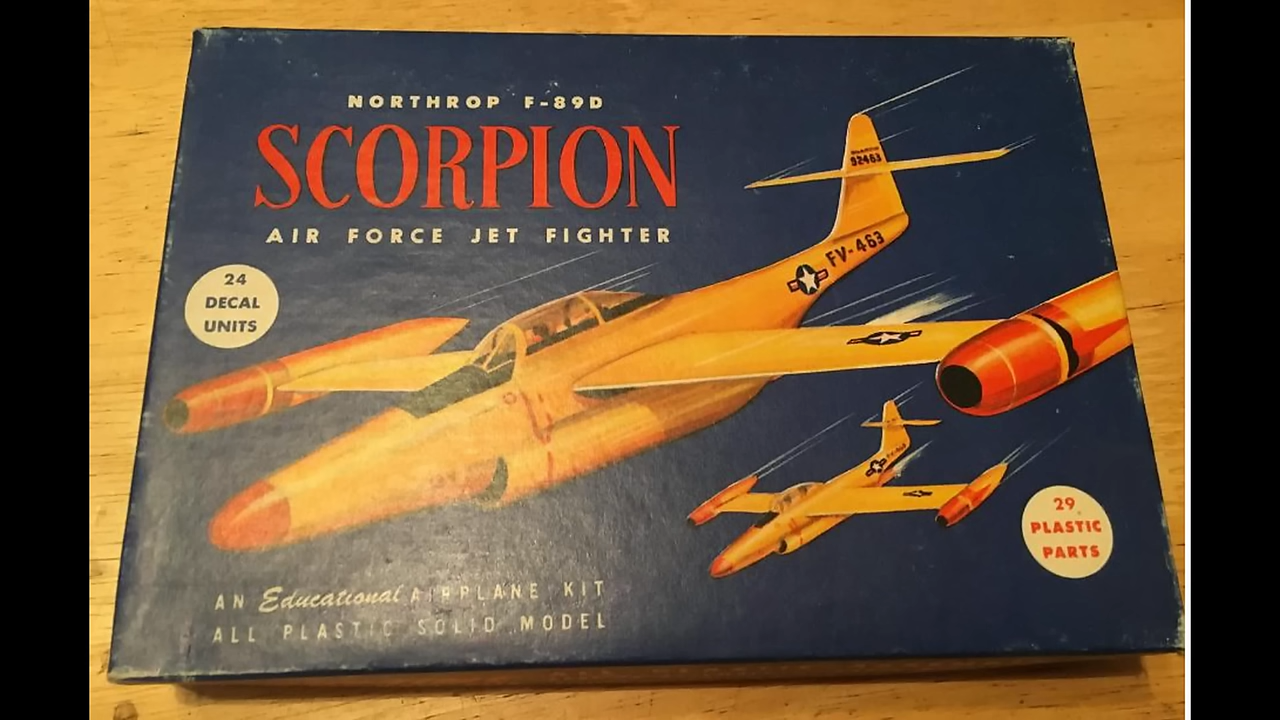 NORTHROP F-89D
SCORPION
AIR FORCE JET FIGHTER
24
DECAL
UNITS
92463
FV-463
29
PLASTIC
PARTS
AN Educational AIRPLANE KIT
ALL PLASTIC SOLID MODEL